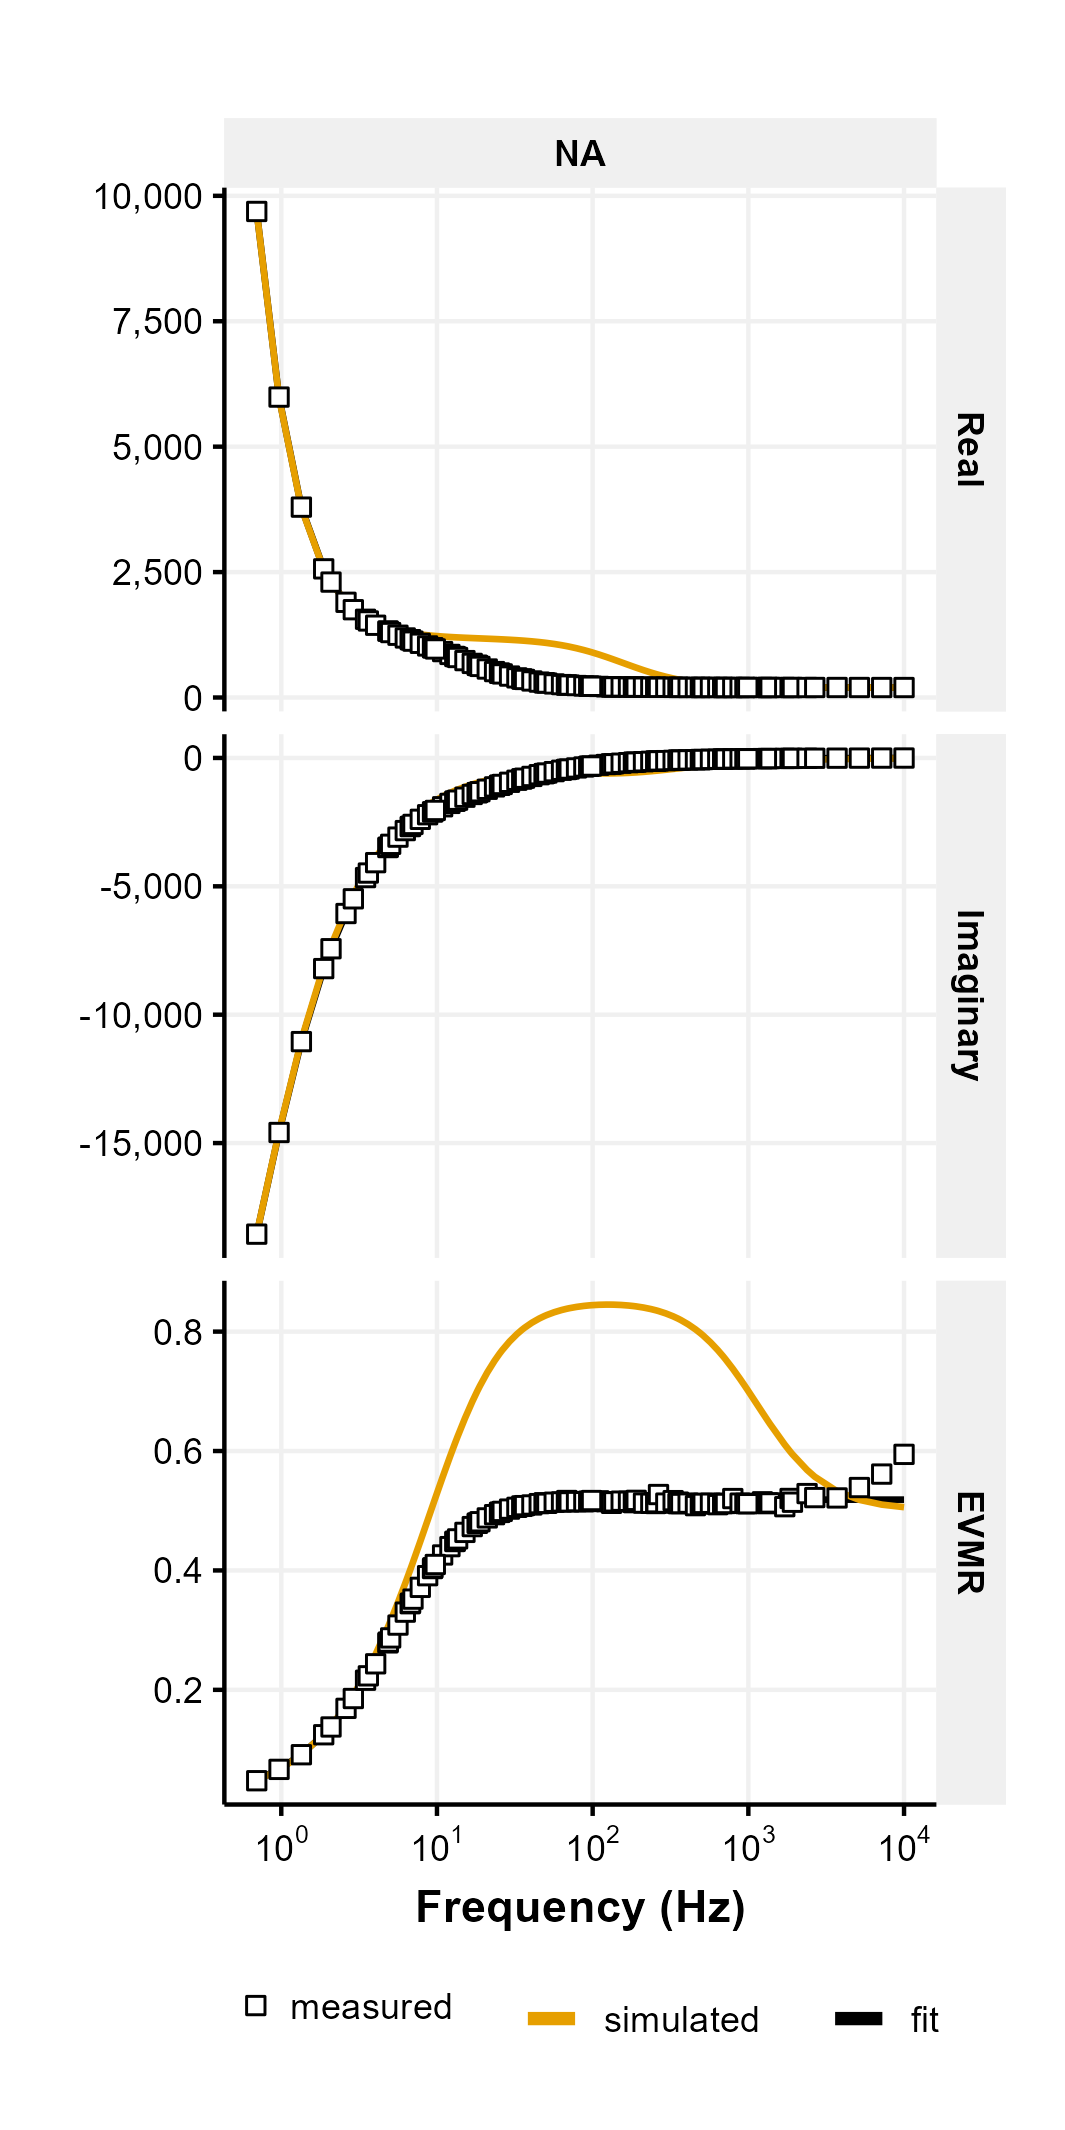 NA
10,000
7,500
5,000
2,500
0
Real
0
-5,000
-10,000
-15,000
Imaginary
0.8
0.6
0.4
0.2
EVMR
10^0 10^1 10^2 10^3 10^4
Frequency (Hz)
measured simulated fit